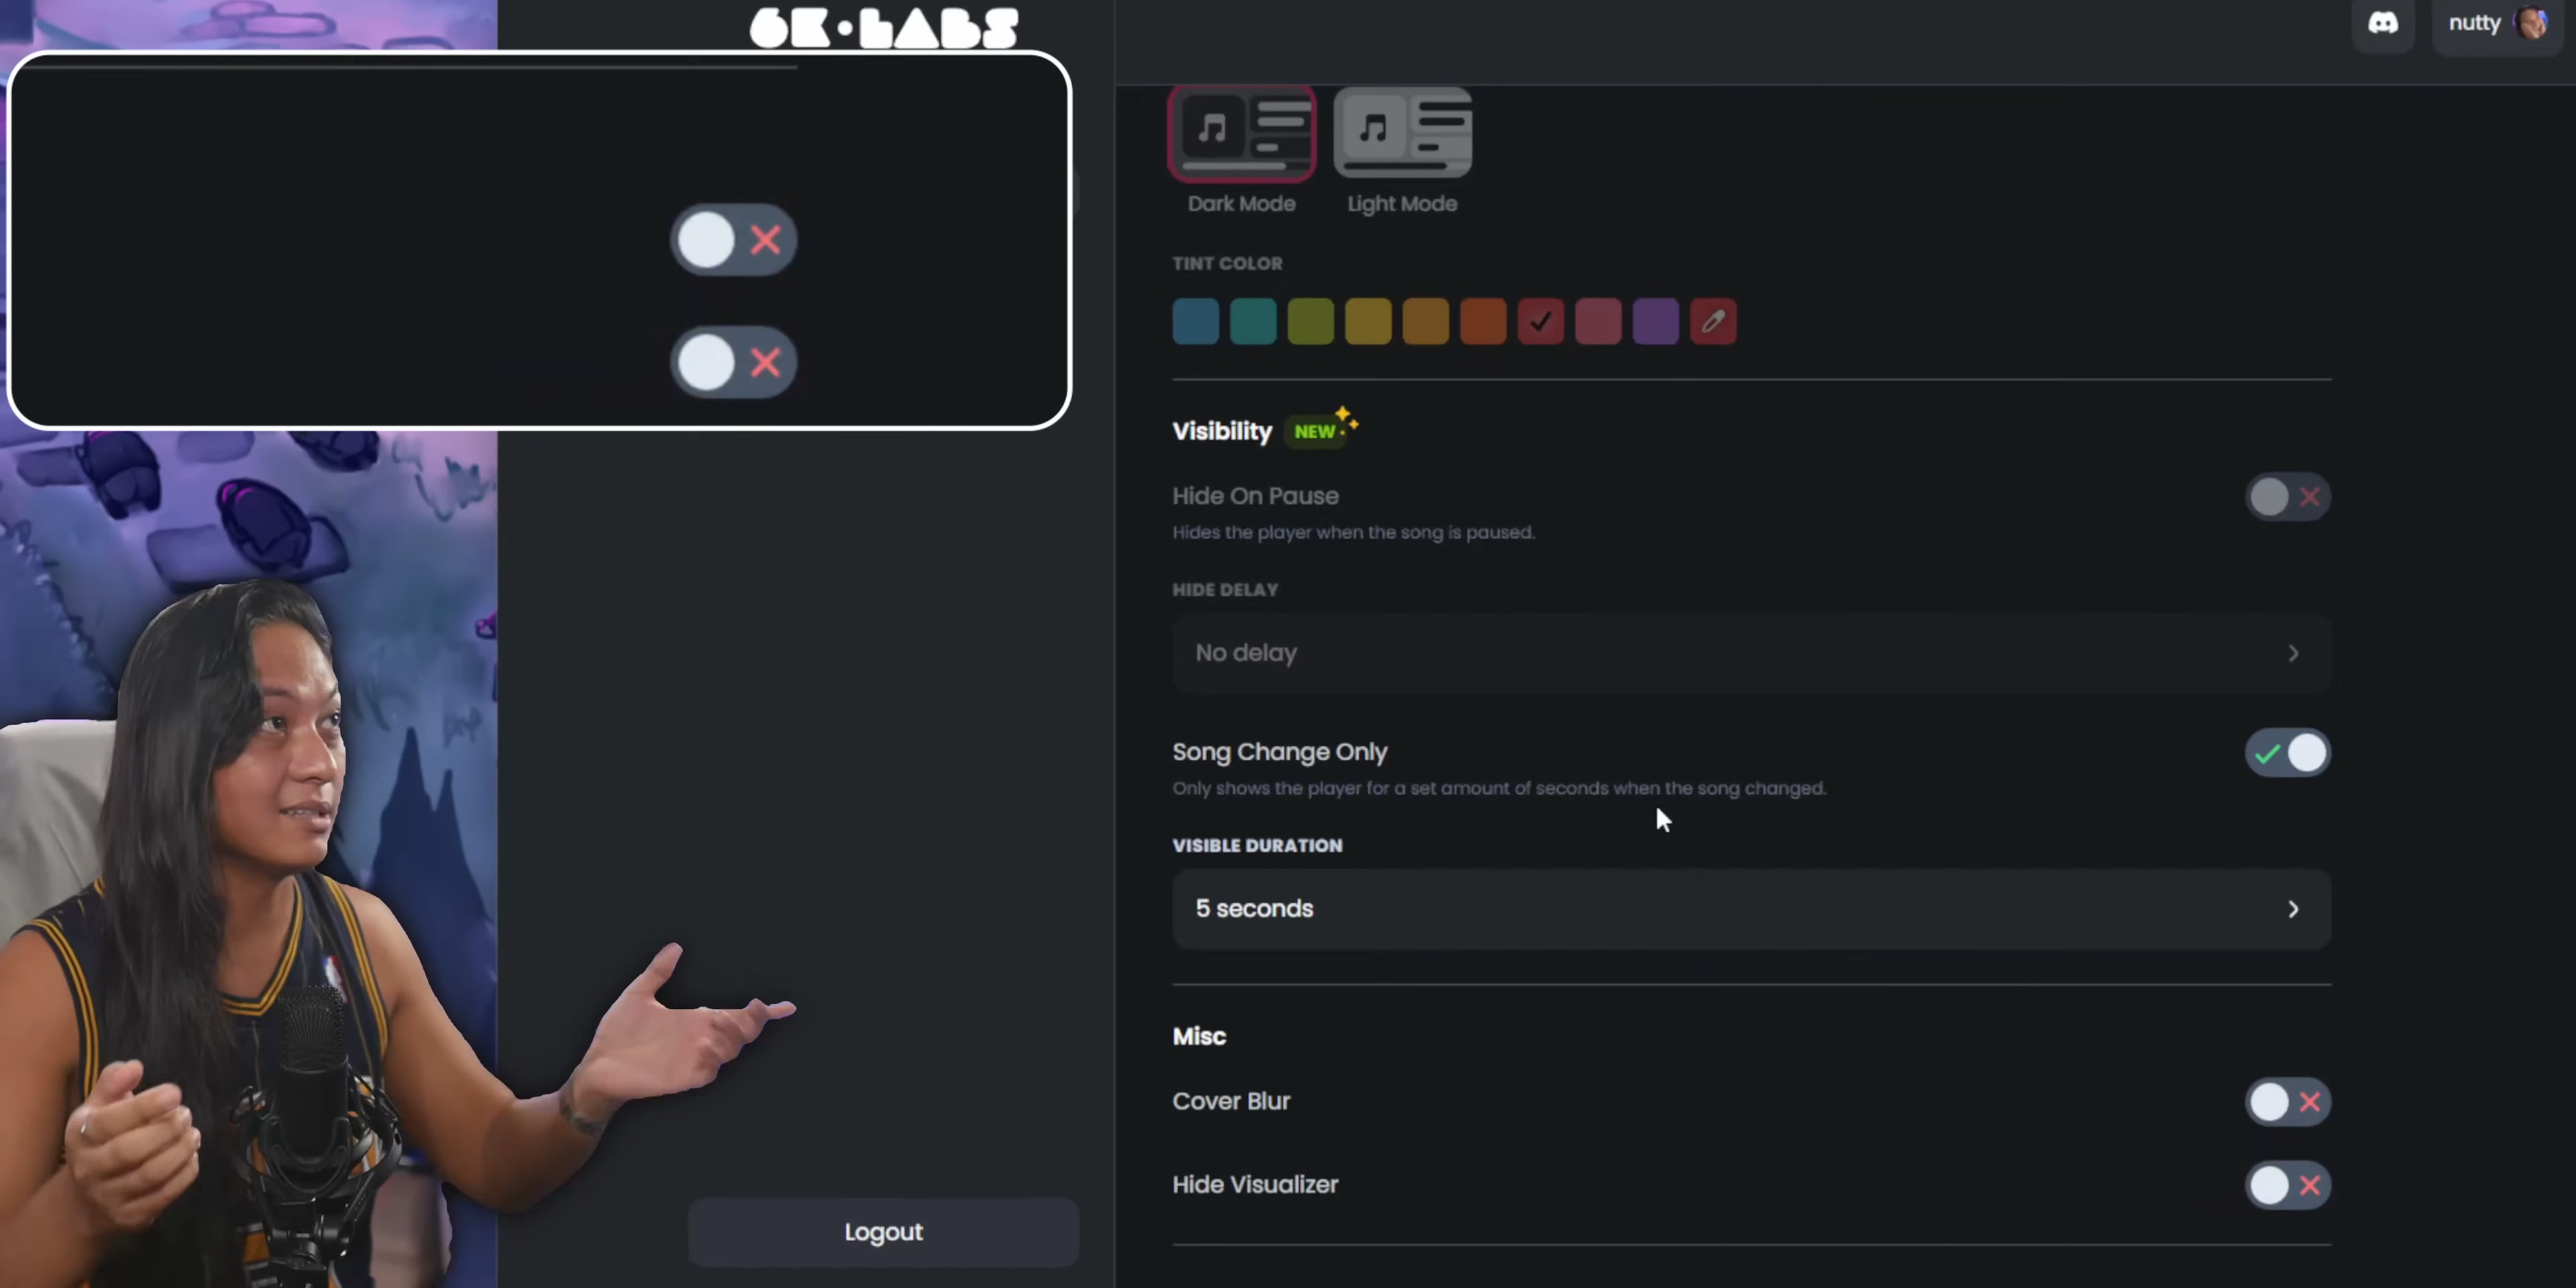 6K•LABS
nutty
Dark Mode
Light Mode
TINT COLOR
Visibility NEW
Hide On Pause
Hides the player when the song is paused.
HIDE DELAY
No delay
Song Change Only
Only shows the player for a set amount of seconds when the song changed.
VISIBLE DURATION
5 seconds
Misc
Cover Blur
Hide Visualizer
Logout